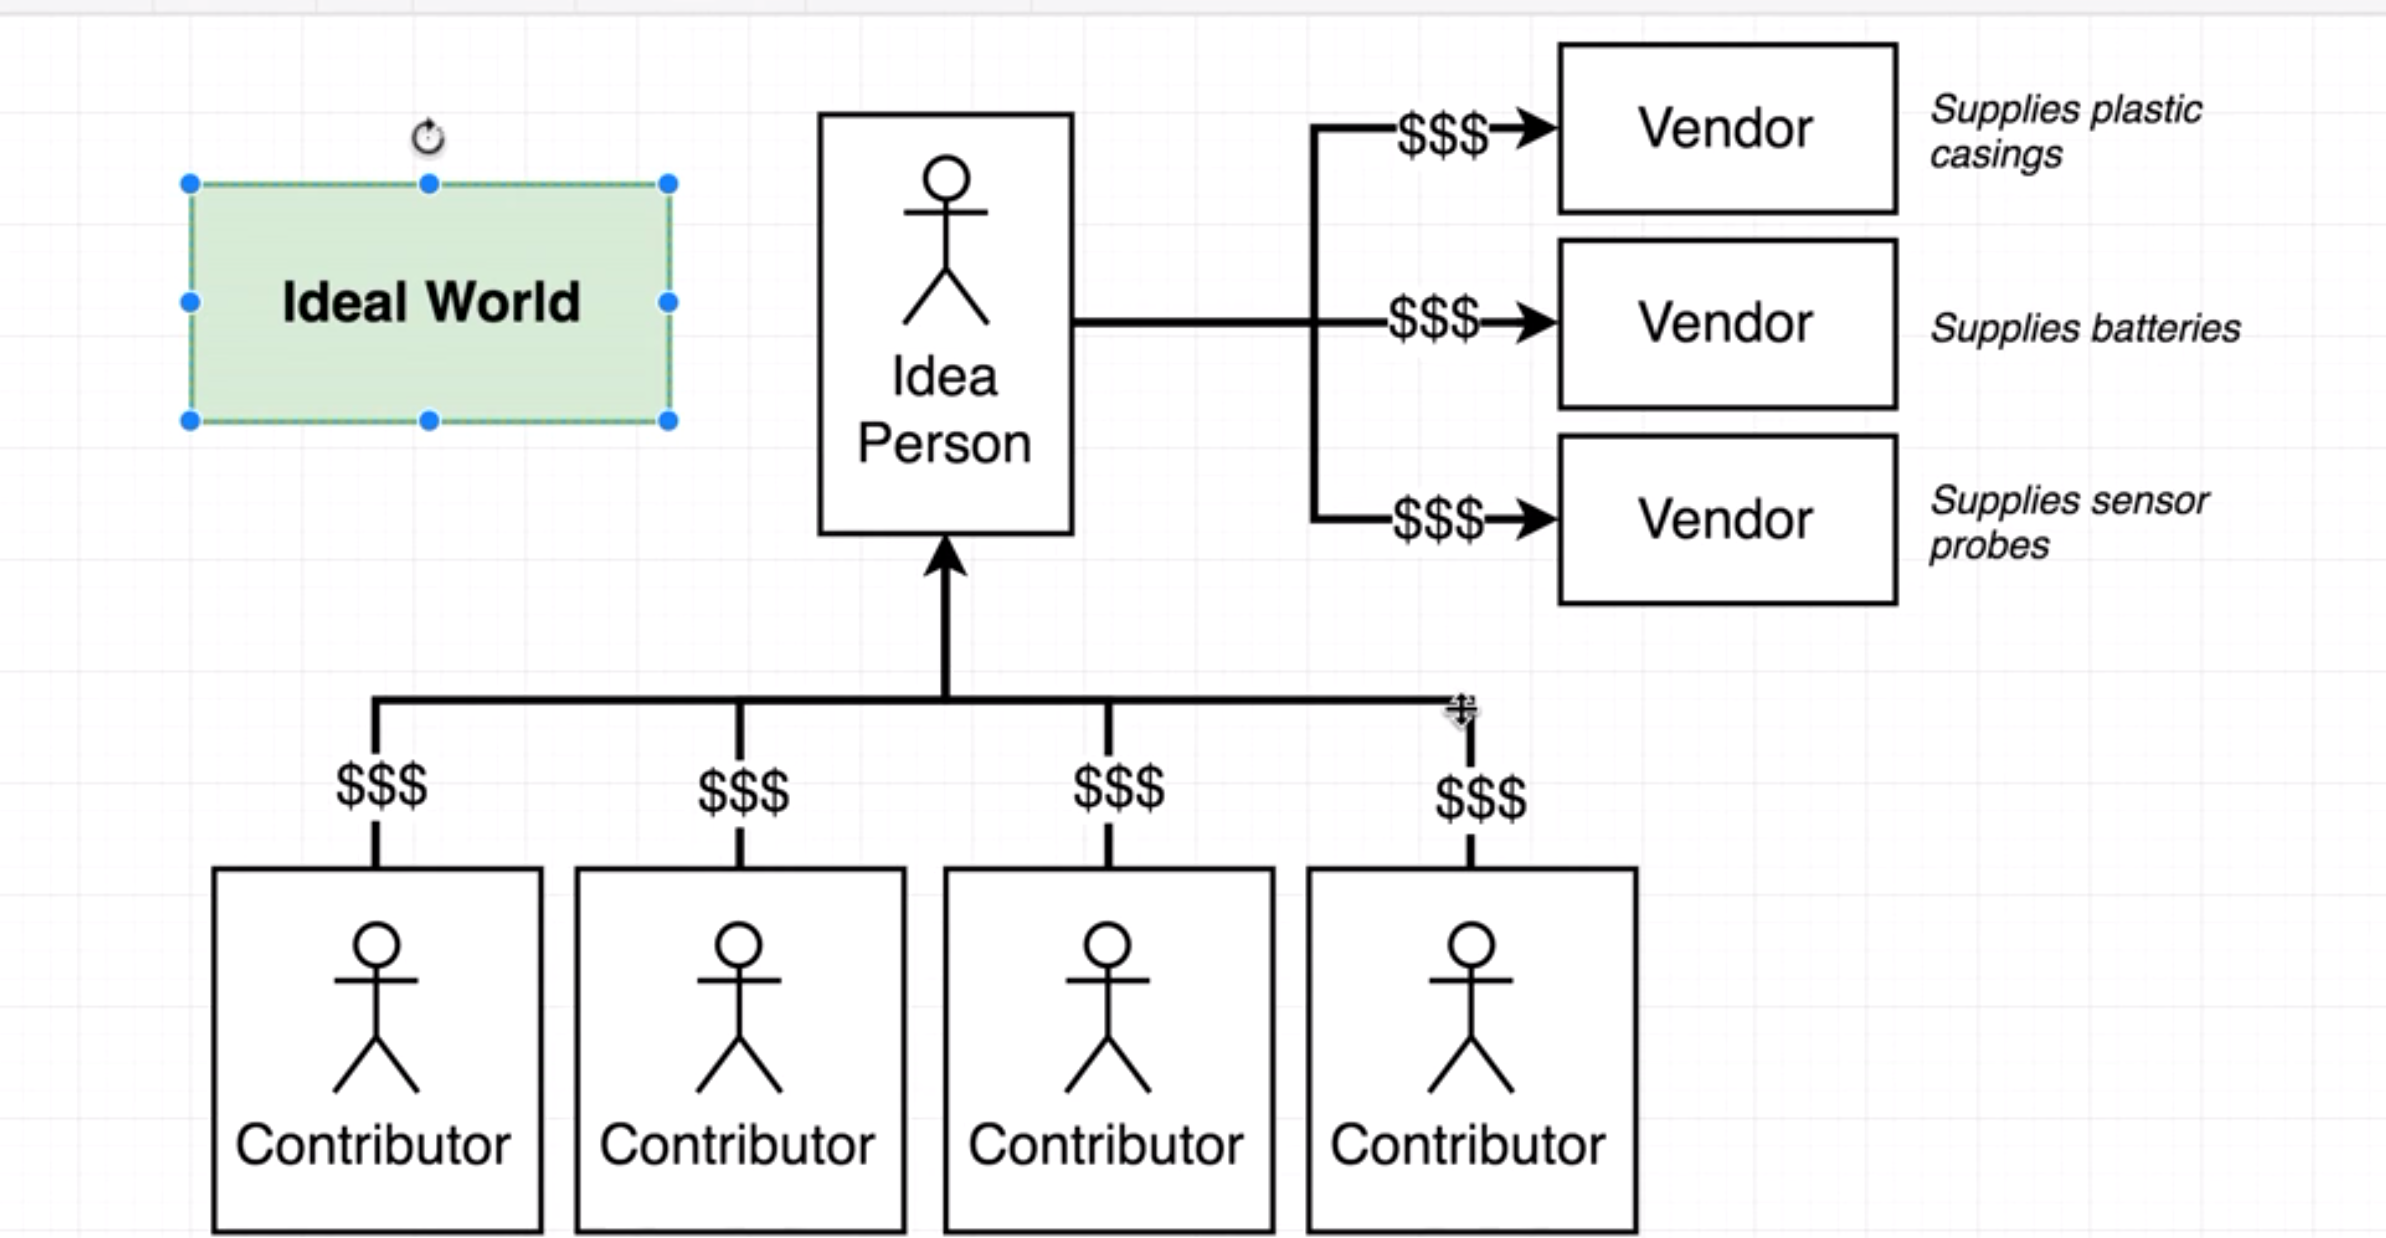 Ideal World
Idea
Person
$$$
Vendor
Supplies plastic
casings
$$$
Vendor
Supplies batteries
$$$
Vendor
Supplies sensor
probes
$$$
$$$
$$$
$$$
Contributor
Contributor
Contributor
Contributor